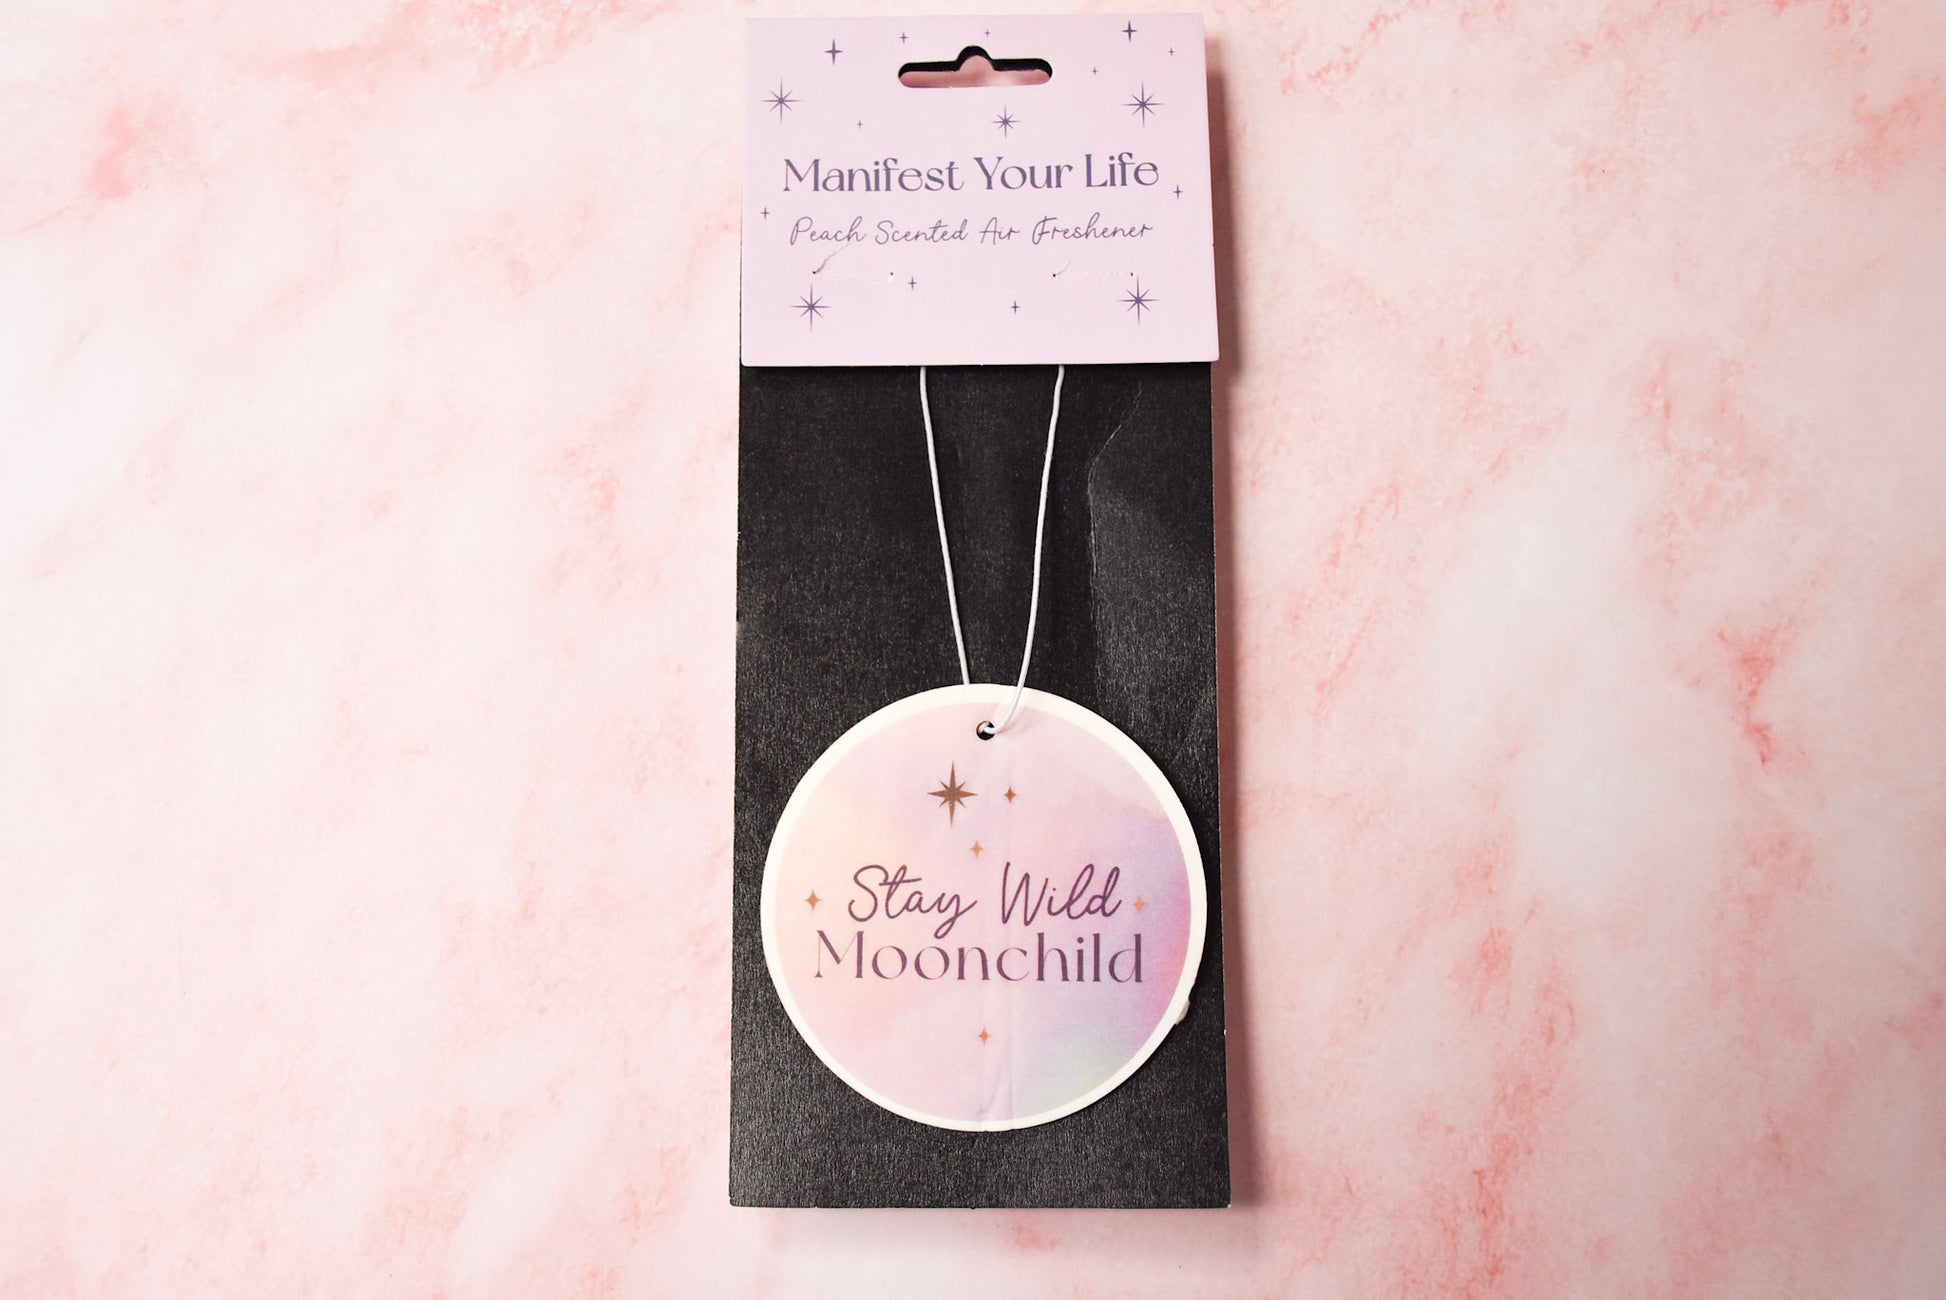 Manifest Your Life
Peach Scented Air Freshener
Stay Wild
Moonchild